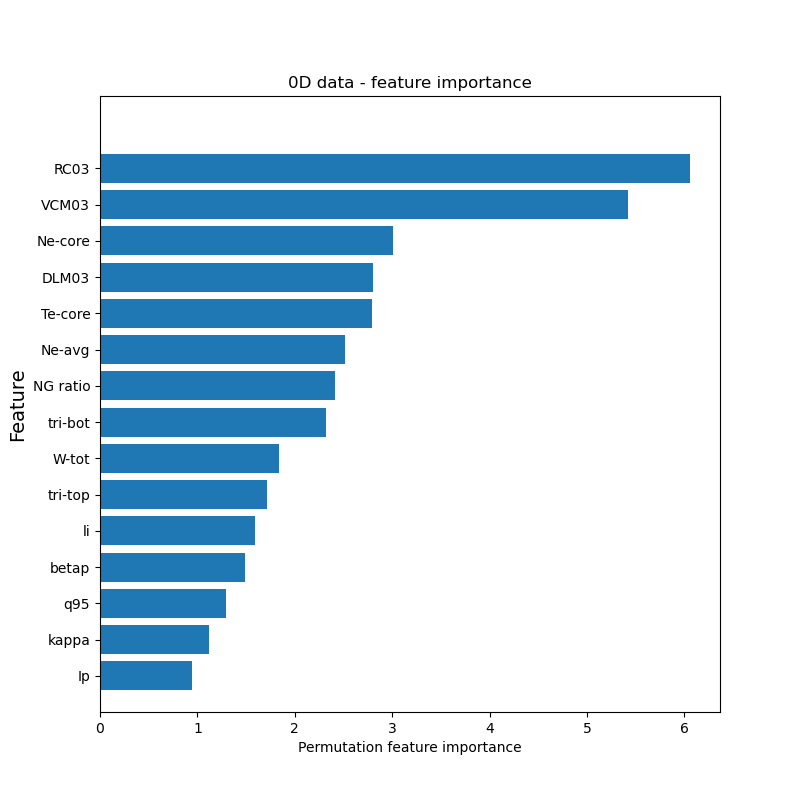 0D data - feature importance
RC03
VCM03
Ne-core
DLM03
Te-core
Ne-avg
NG ratio
tri-bot
W-tot
tri-top
li
betap
q95
kappa
Ip
Feature
0 1 2 3 4 5 6
Permutation feature importance